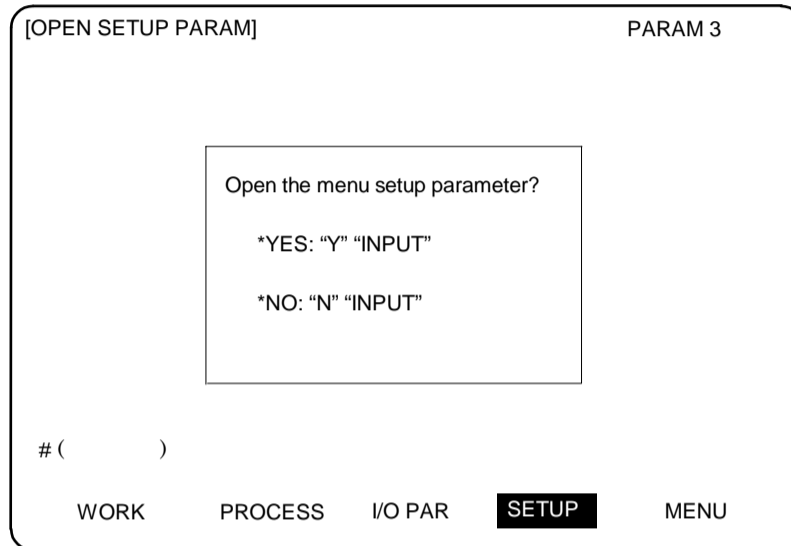 [OPEN SETUP PARAM] PARAM 3
Open the menu setup parameter?
*YES: “Y” “INPUT”
*NO: “N” “INPUT”
# ( )
WORK PROCESS I/O PAR SETUP MENU